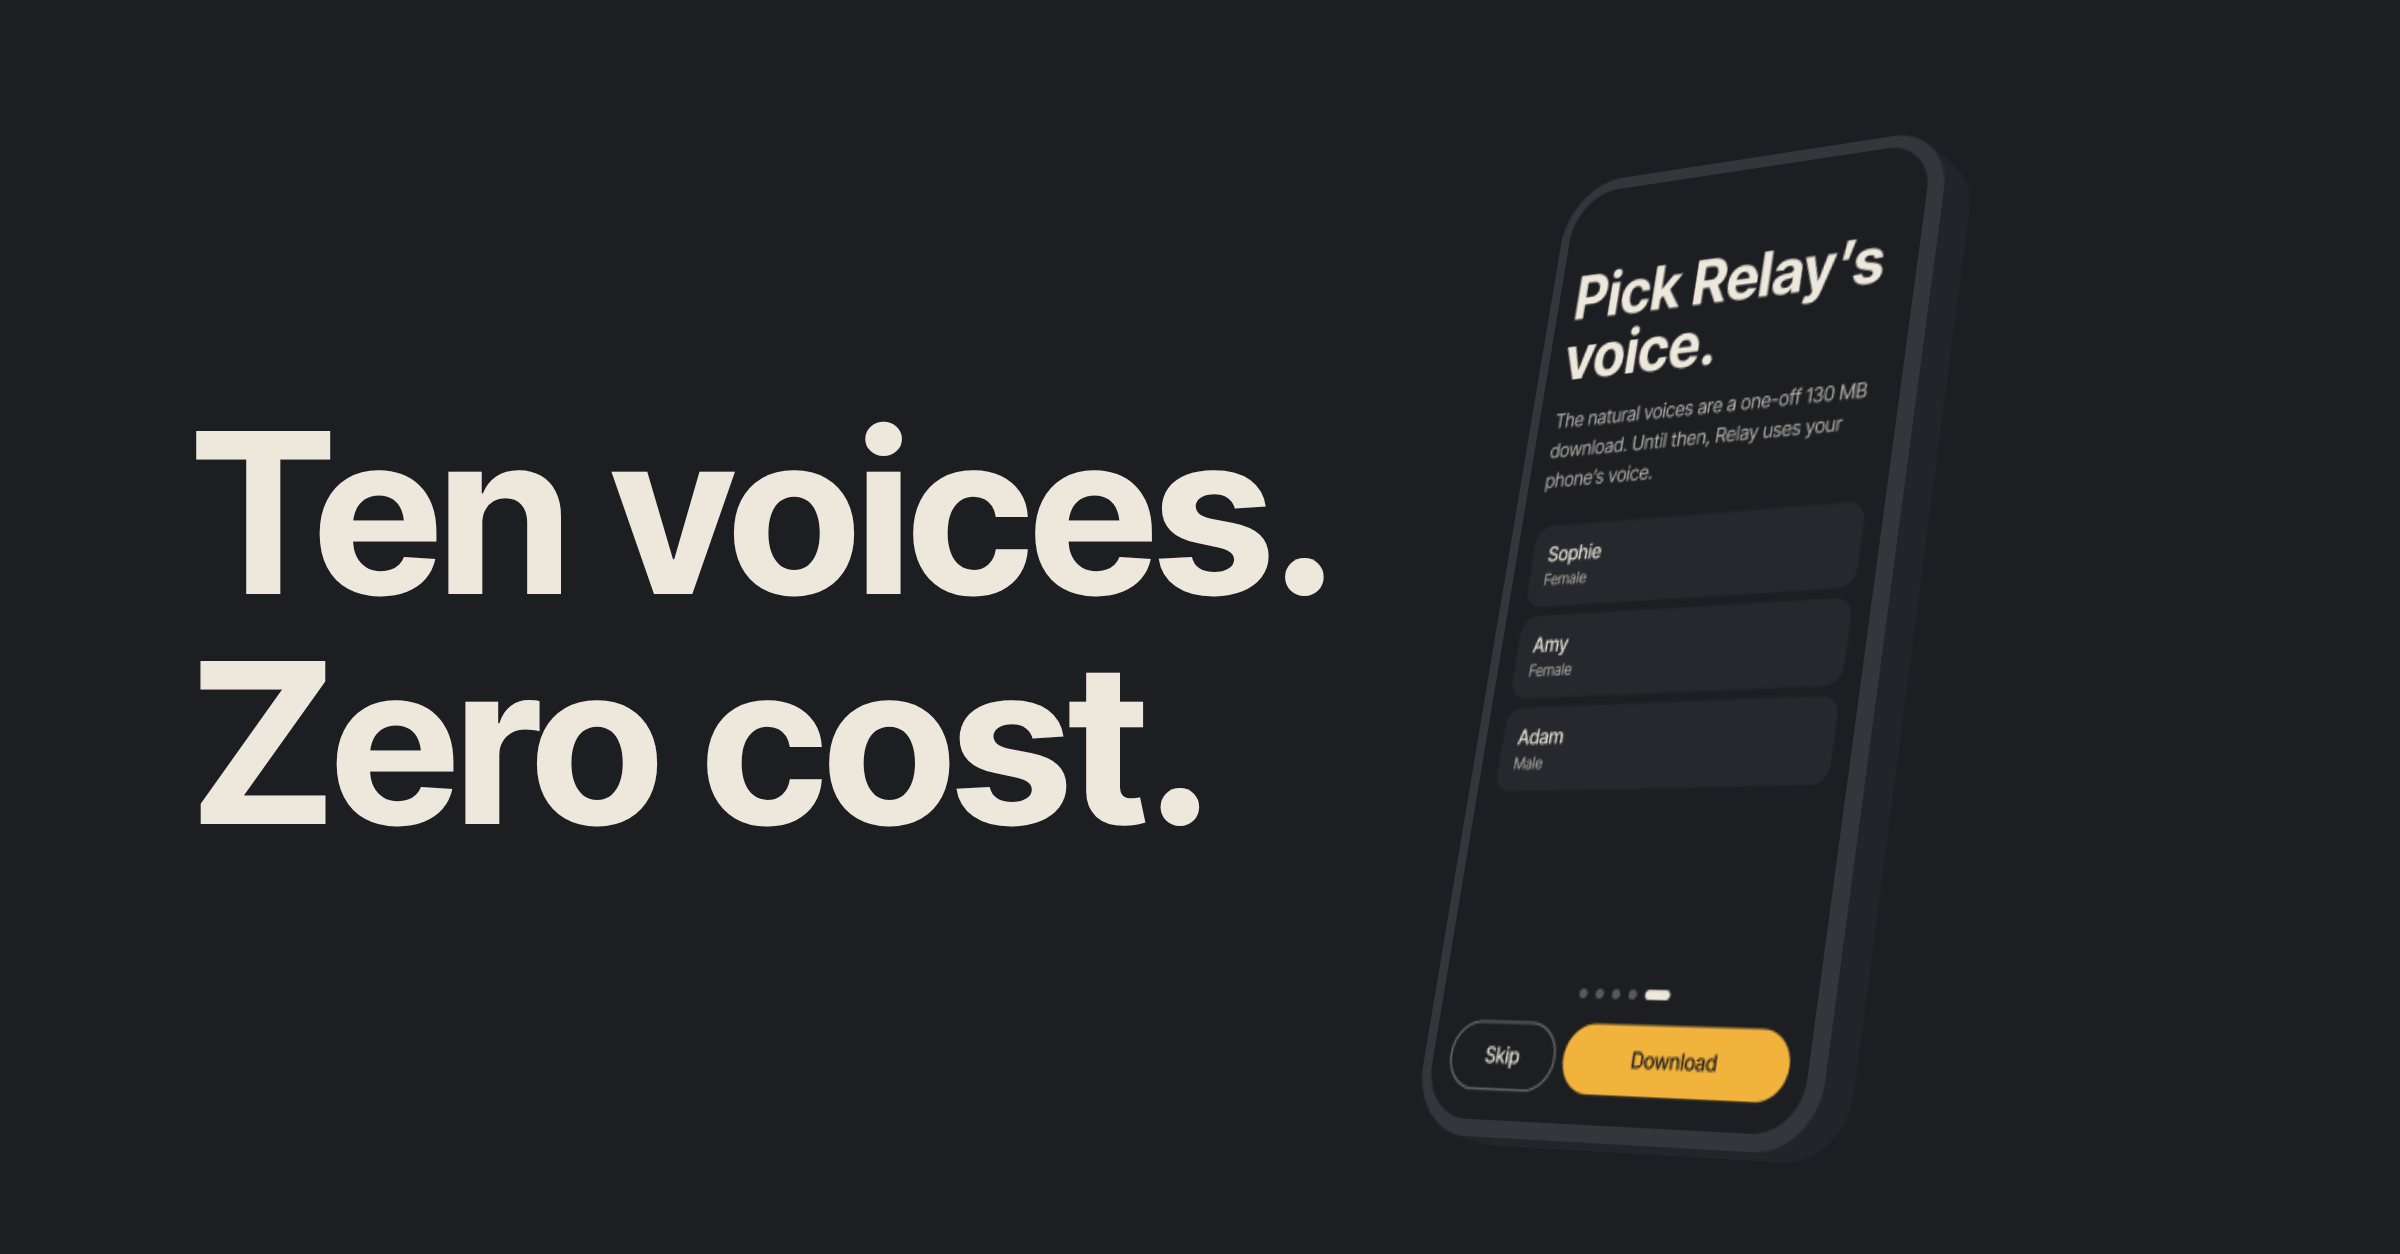 Ten voices.
Zero cost.
Pick Relay’s
voice.
The natural voices are a one-off 130 MB
download. Until then, Relay uses your
phone’s voice.
Sophie
Female
Amy
Female
Adam
Male
Skip
Download